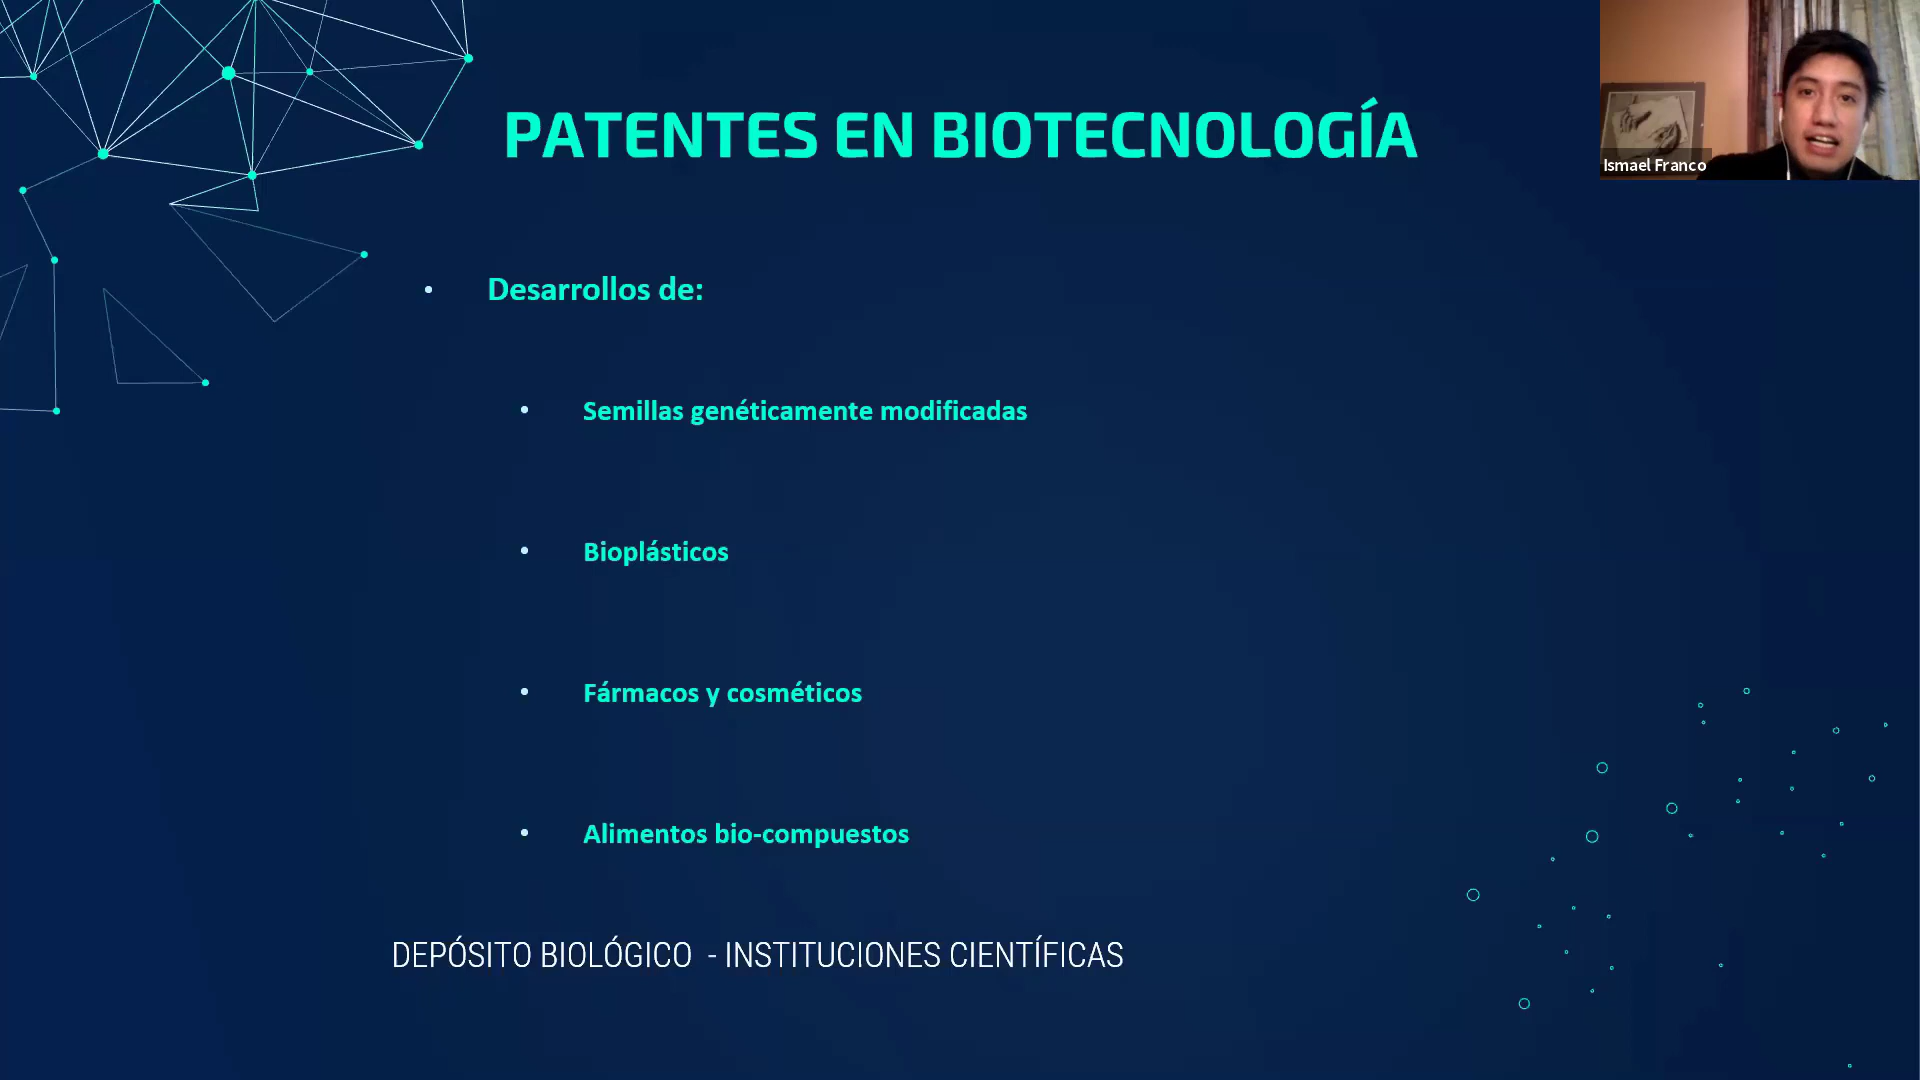 PATENTES EN BIOTECNOLOGÍA
Ismael Franco
• Desarrollos de:
• Semillas genéticamente modificadas
• Bioplásticos
• Fármacos y cosméticos
• Alimentos bio-compuestos
DEPÓSITO BIOLÓGICO - INSTITUCIONES CIENTÍFICAS